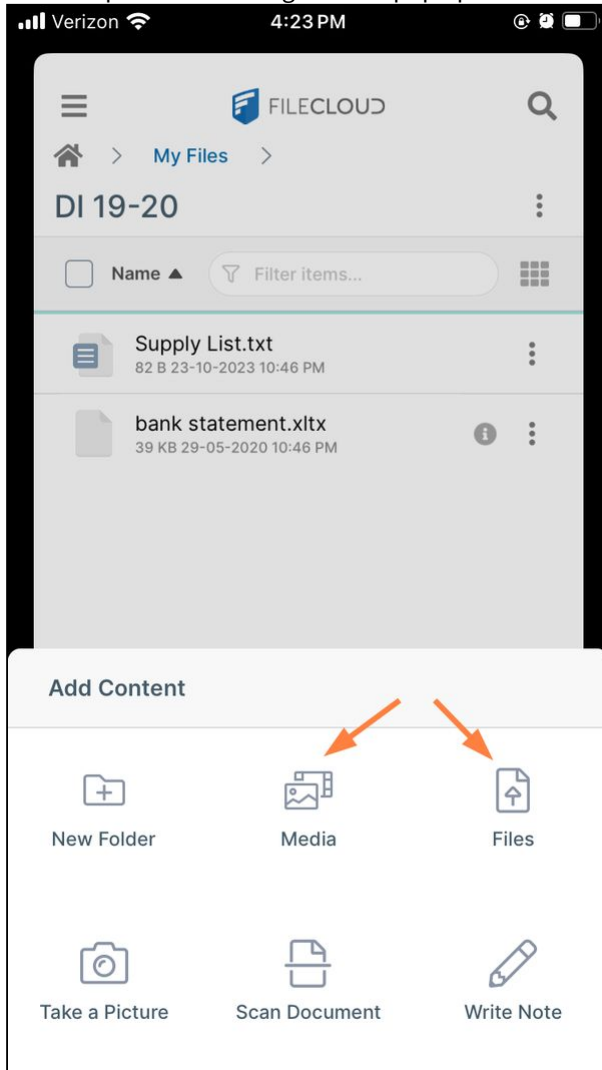 Verizon 4:23 PM
FILECLOUD
> My Files >
DI 19-20
Name ▲ Filter items...
Supply List.txt
82 B 23-10-2023 10:46 PM
bank statement.xltx
39 KB 29-05-2020 10:46 PM
Add Content
New Folder Media Files
Take a Picture Scan Document Write Note